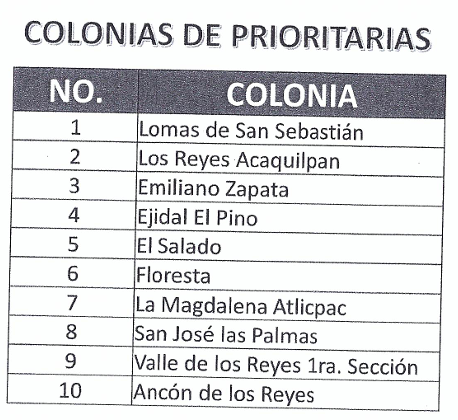 COLONIAS DE PRIORITARIAS
NO. COLONIA
1 Lomas de San Sebastián
2 Los Reyes Acaquilpan
3 Emiliano Zapata
4 Ejidal El Pino
5 El Salado
6 Floresta
7 La Magdalena Atlicpac
8 San José las Palmas
9 Valle de los Reyes 1ra. Sección
10 Ancón de los Reyes